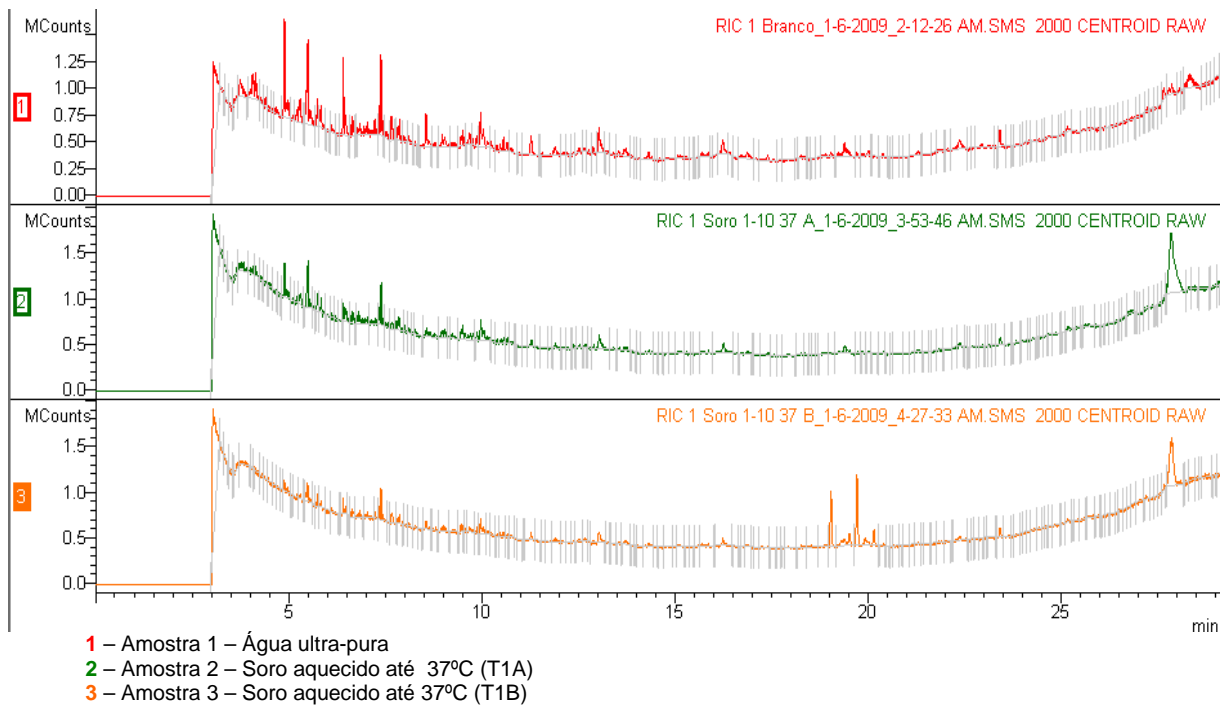 MCounts
RIC 1 Branco_1-6-2009_2-12-26 AM.SMS 2000 CENTROID RAW
1.25
1.00
1
0.75
0.50
0.25
0.00
MCounts
RIC 1 Soro 1-10 37 A_1-6-2009_3-53-46 AM.SMS 2000 CENTROID RAW
1.5
2
1.0
0.5
0.0
MCounts
RIC 1 Soro 1-10 37 B_1-6-2009_4-27-33 AM.SMS 2000 CENTROID RAW
1.5
3
1.0
0.5
0.0
5 10 15 20 25
min
1 – Amostra 1 – Água ultra-pura
2 – Amostra 2 – Soro aquecido até 37ºC (T1A)
3 – Amostra 3 – Soro aquecido até 37ºC (T1B)